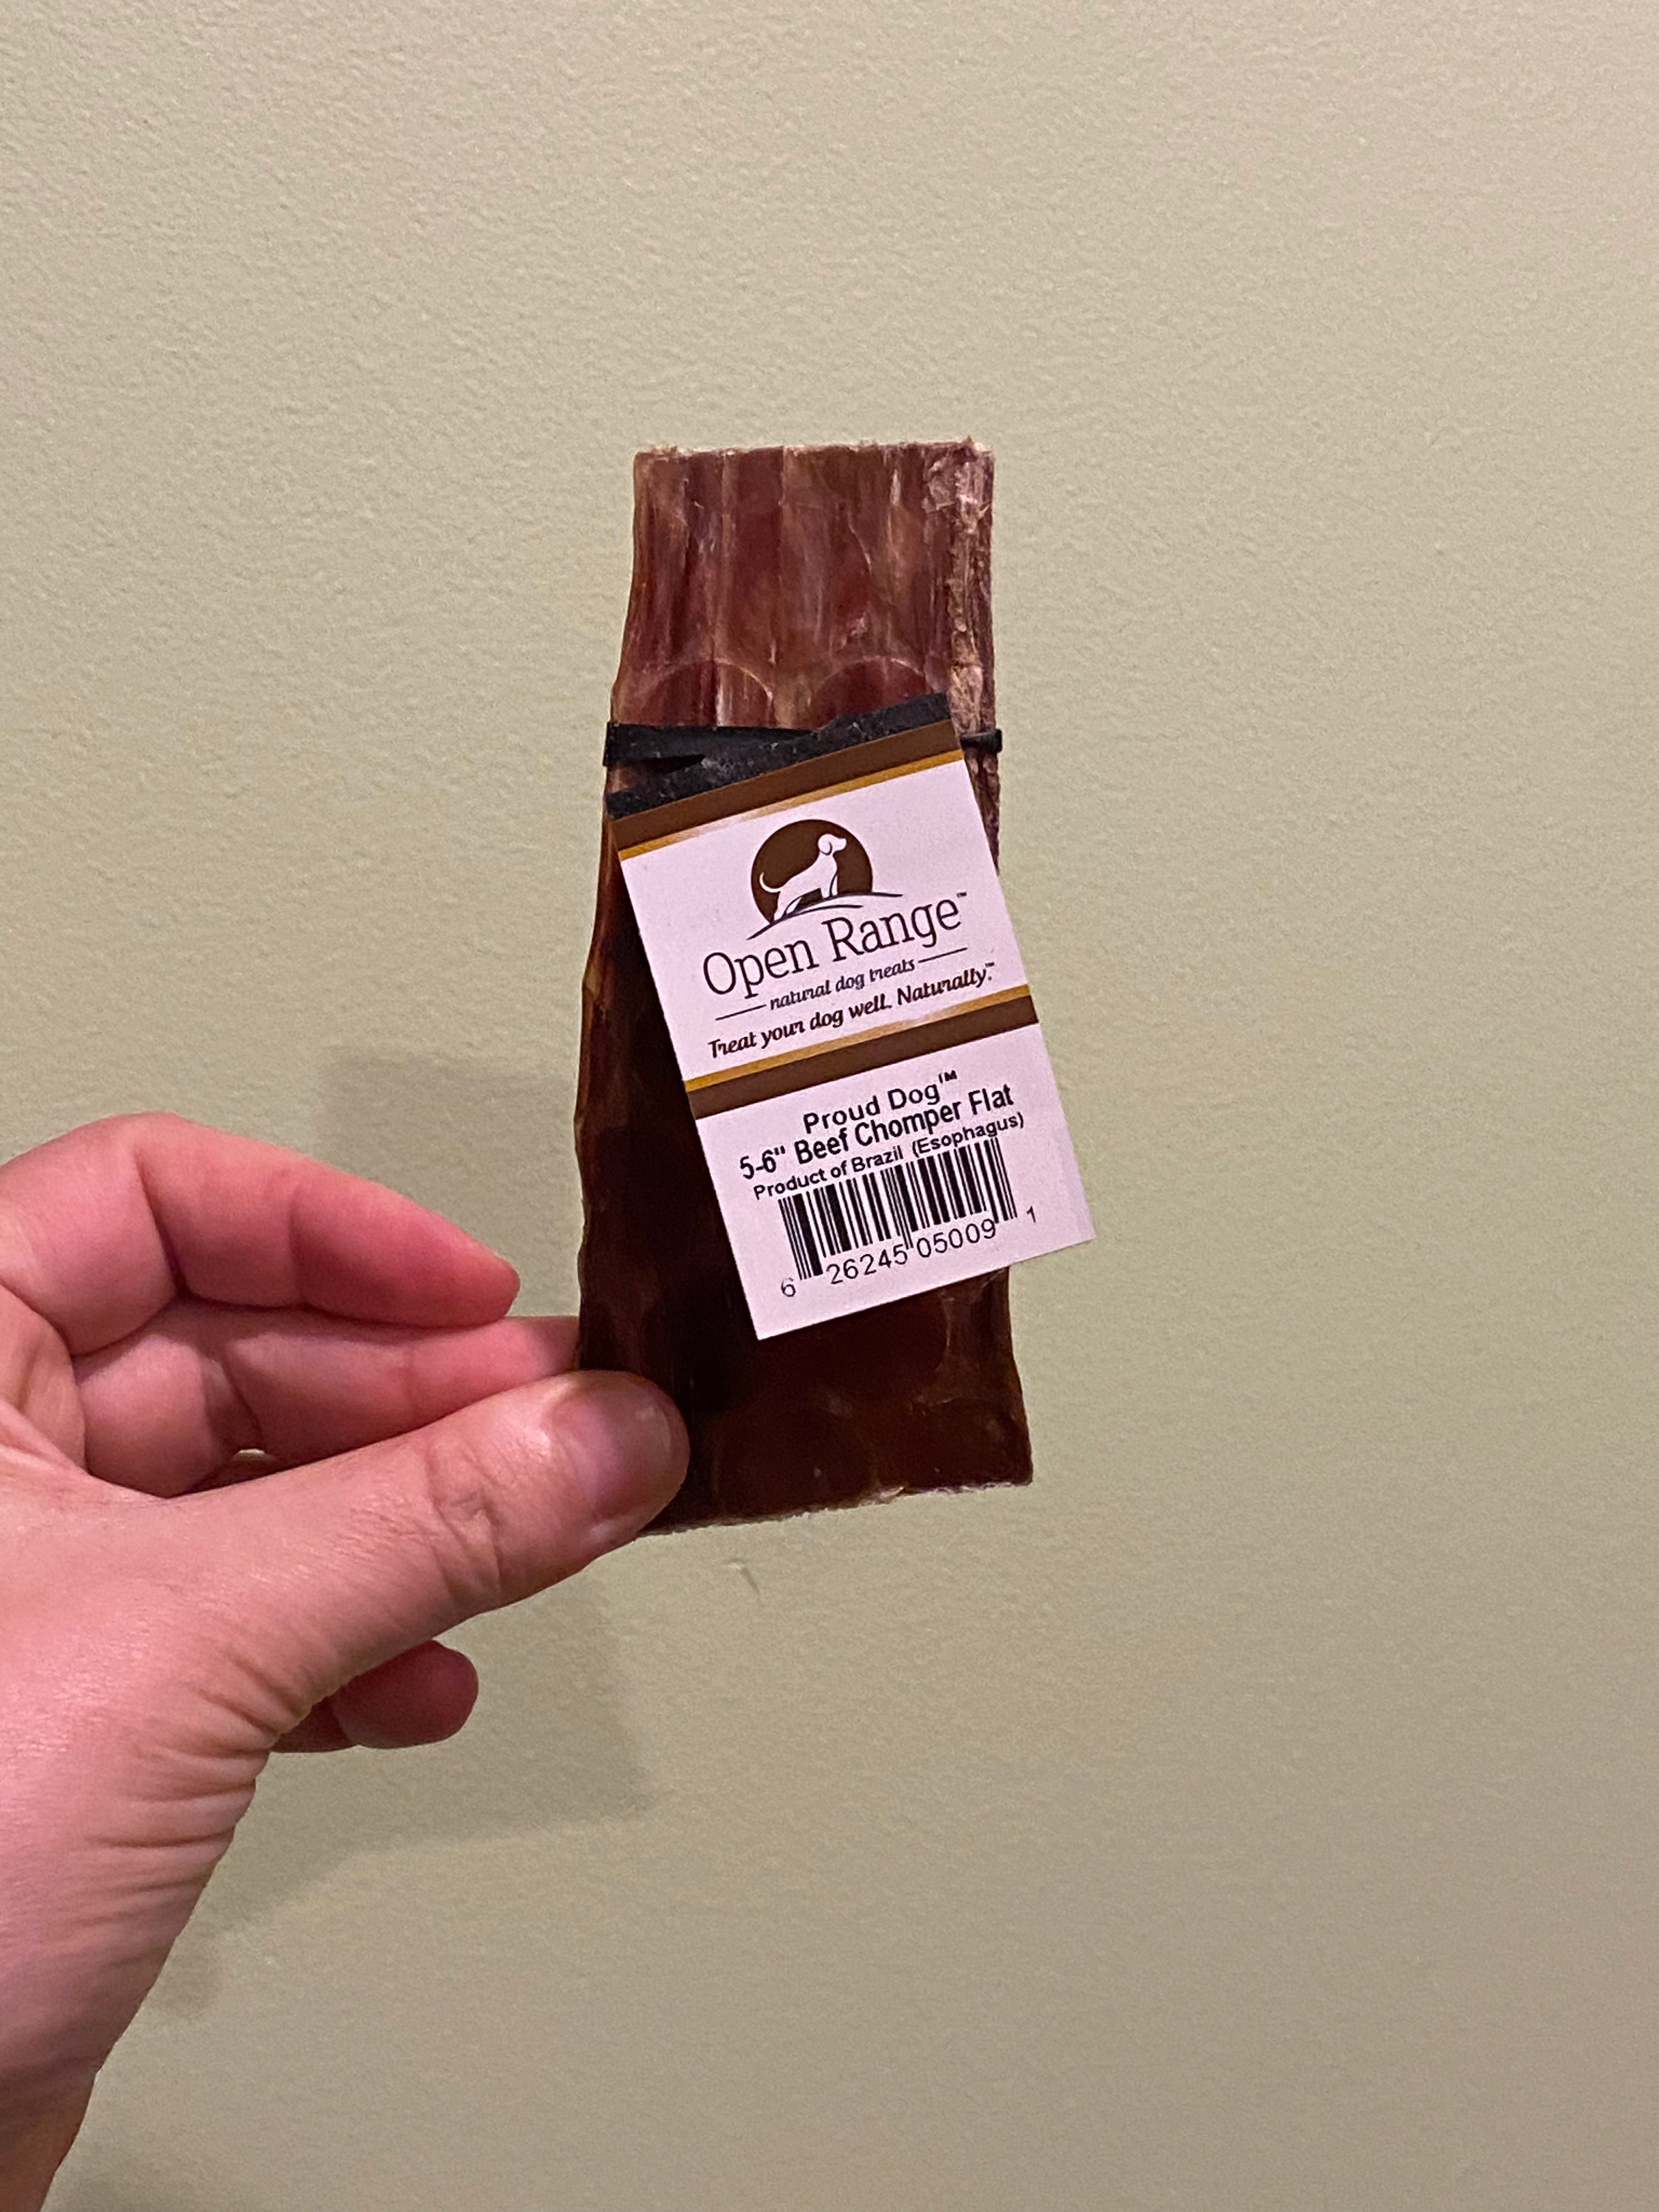 Open Range™
natural dog treats
Treat your dog well. Naturally.™
Proud Dog™
5-6" Beef Chomper Flat
Product of Brazil (Esophagus)
6 26245 05009 1